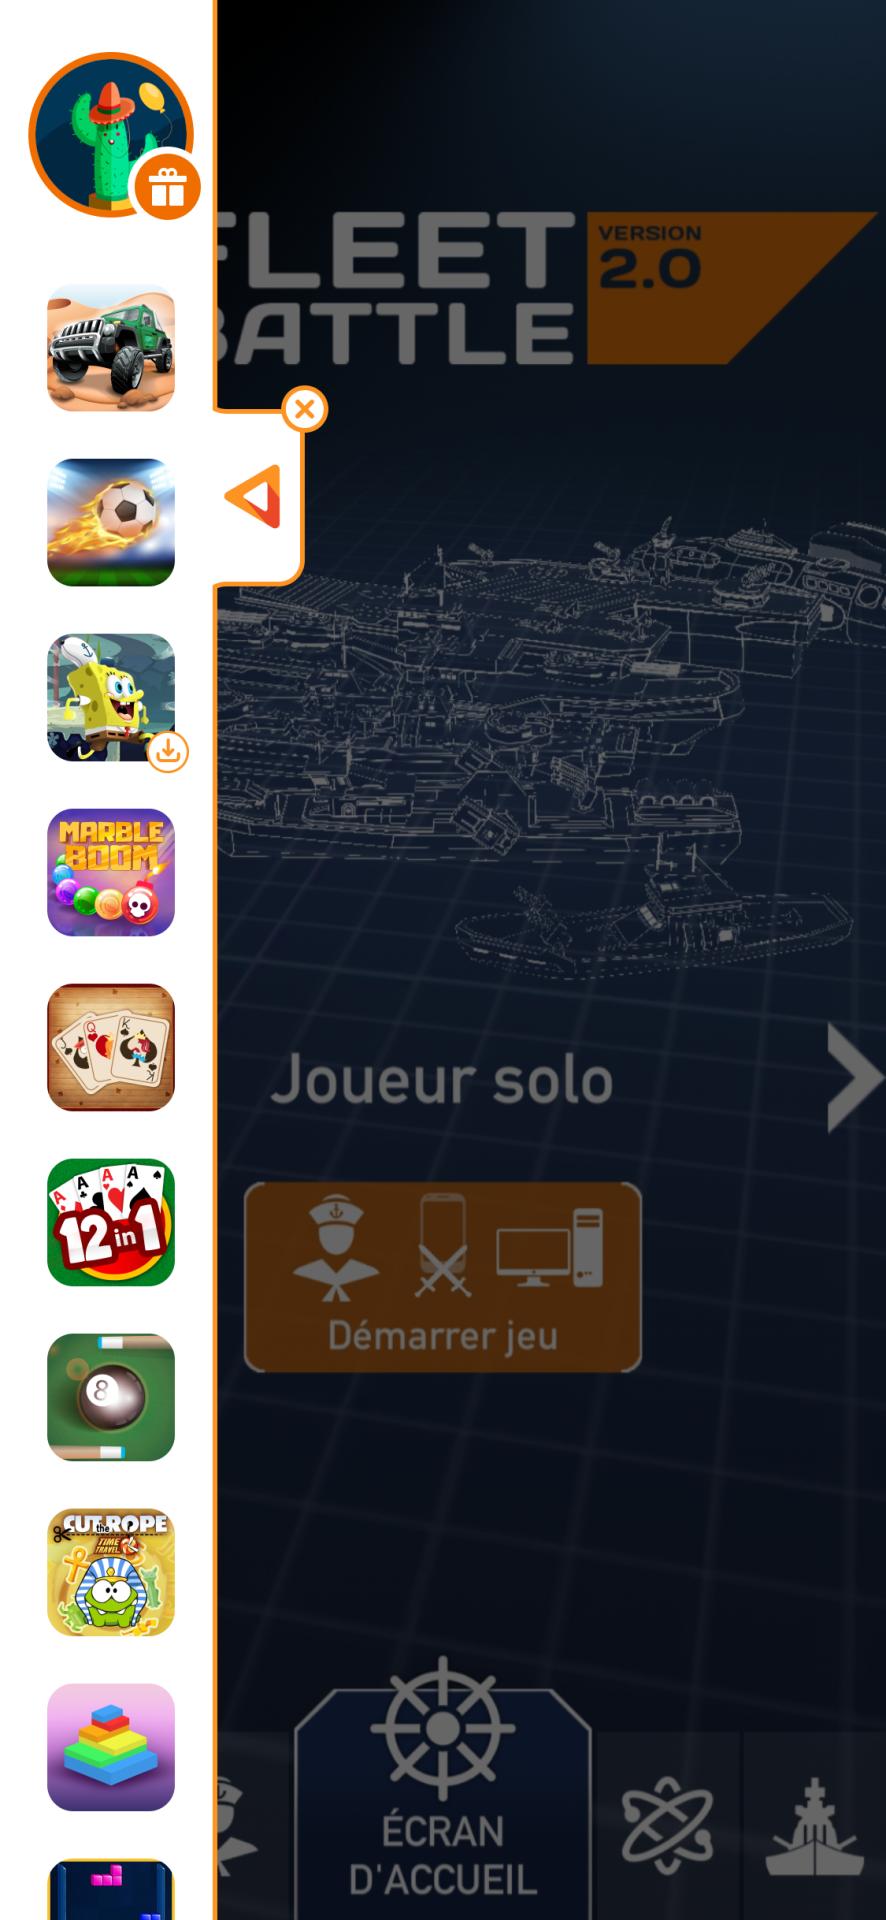 FLEET
BATTLE
VERSION
2.0
MARBLE
BOOM
J
Q
K
K
A
A
A
A
12 in 1
8
CUT the ROPE
TIME
TRAVEL
Joueur solo
Démarrer jeu
ÉCRAN
D'ACCUEIL